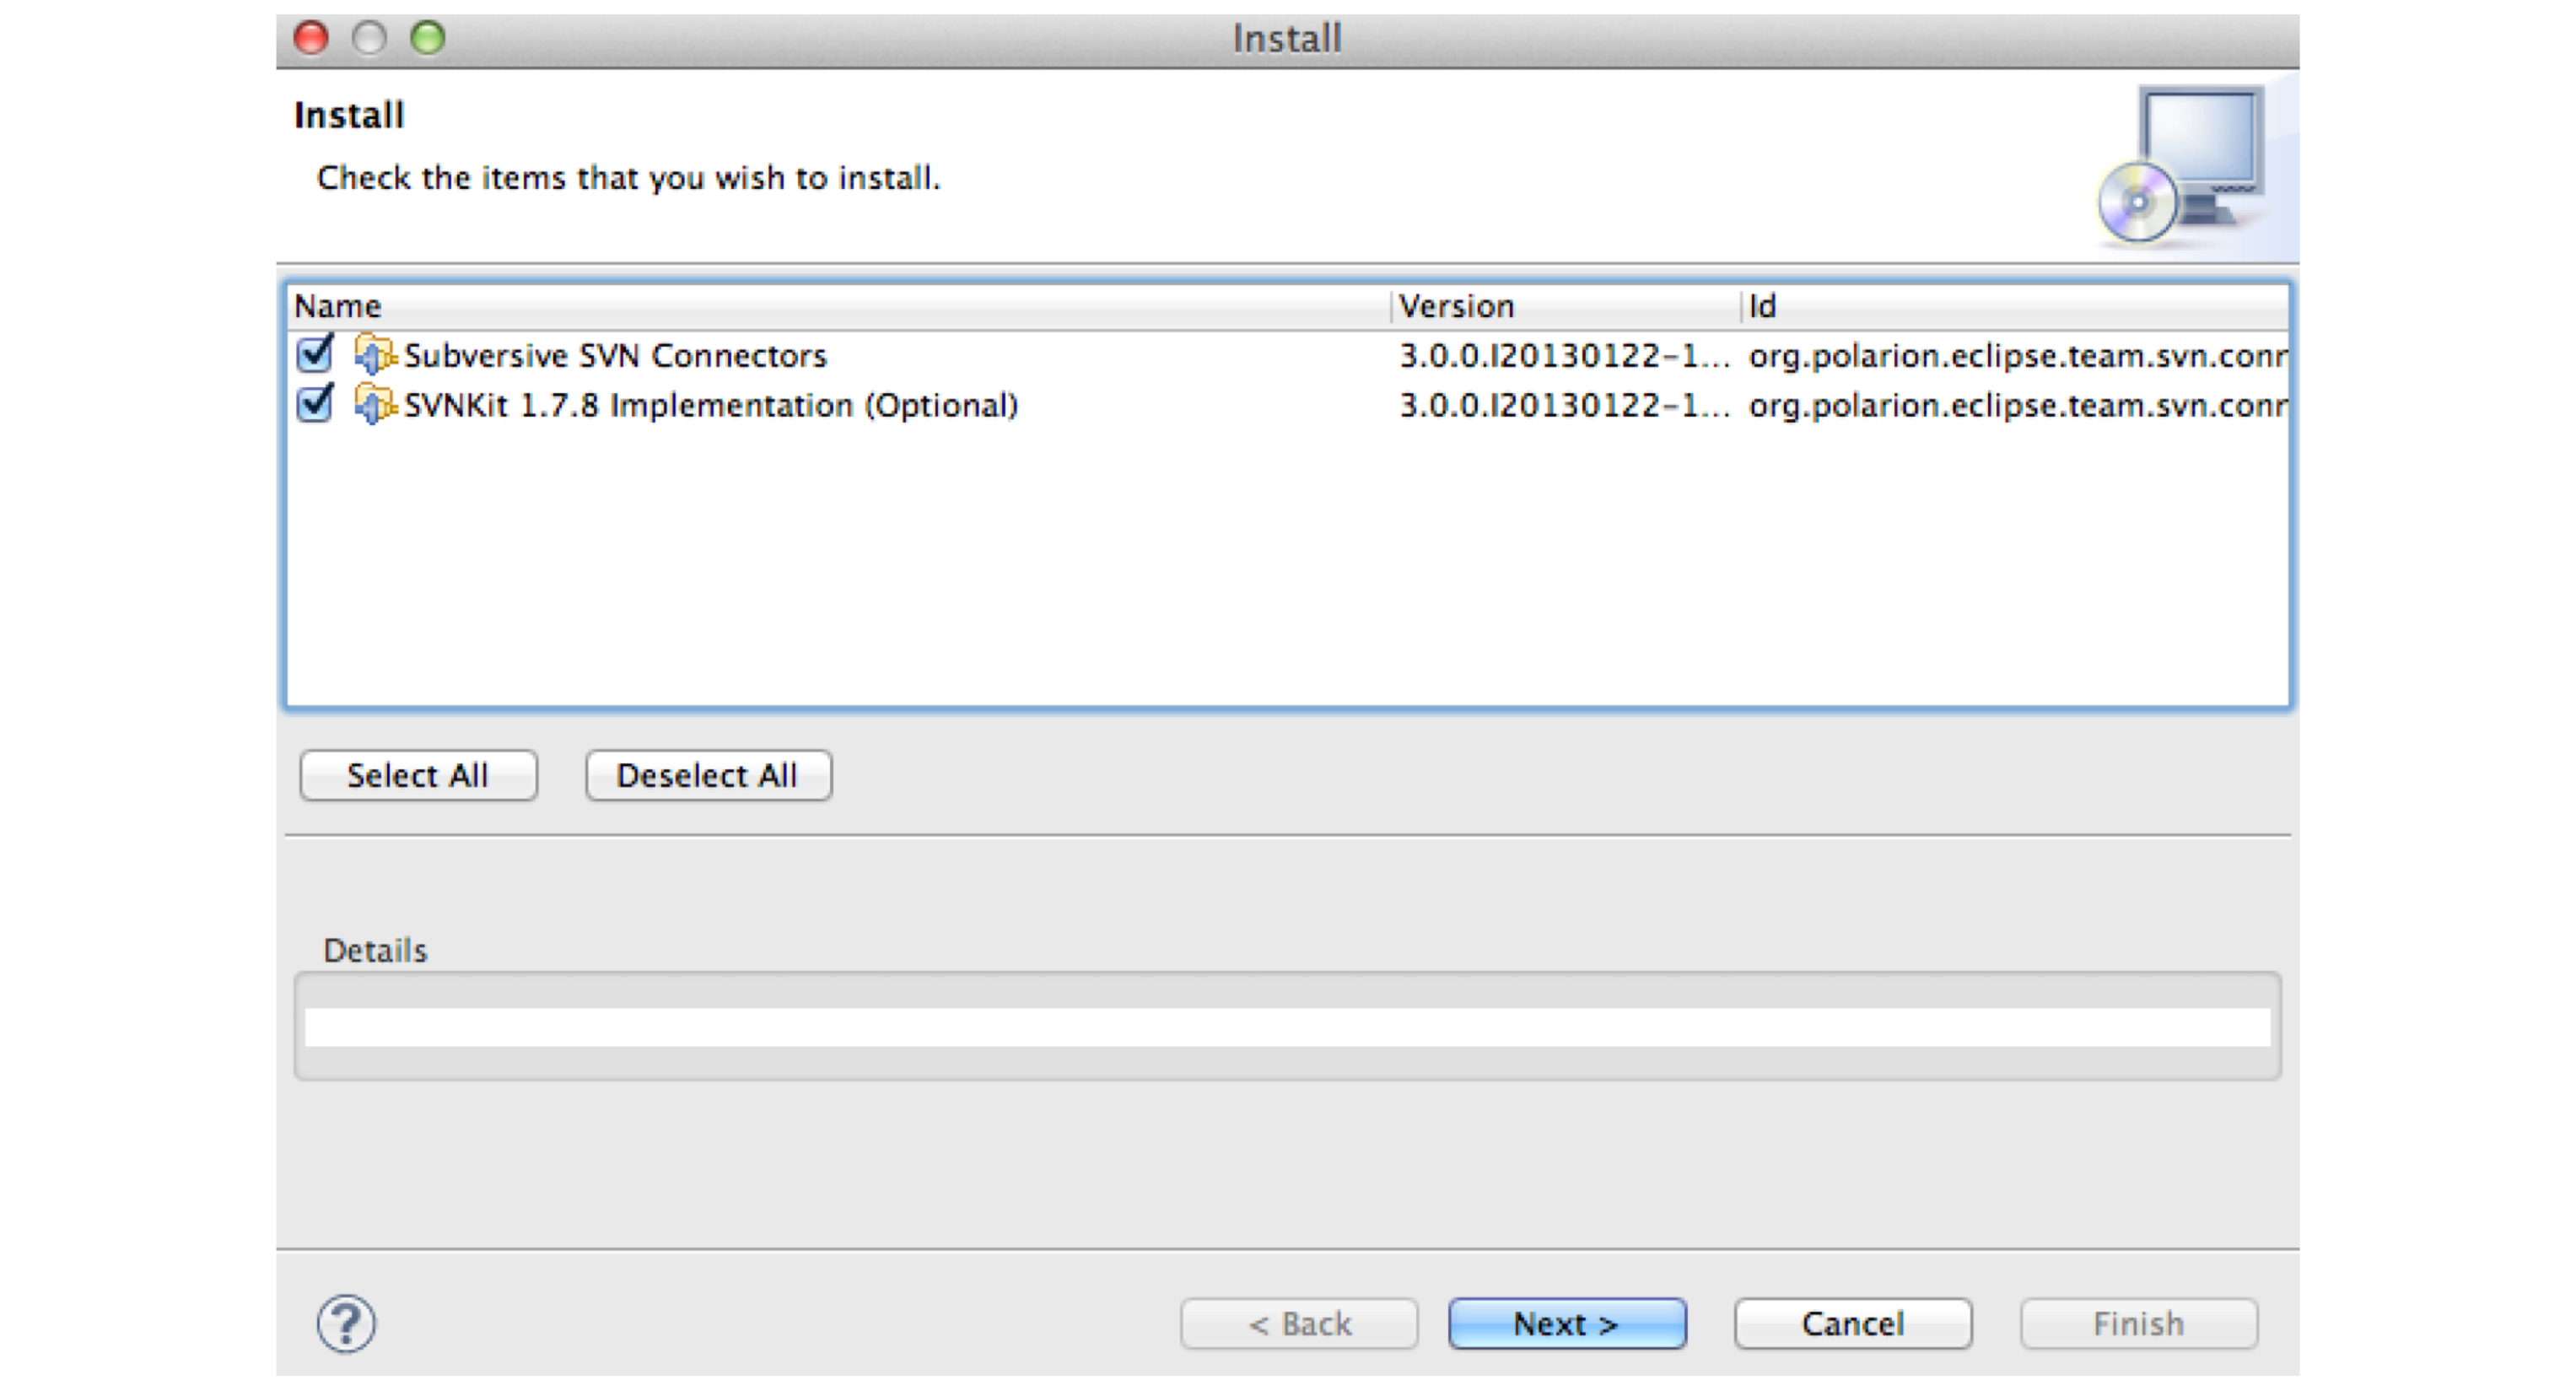 Install
Install
Check the items that you wish to install.
Name Version Id
Subversive SVN Connectors 3.0.0.I20130122-1... org.polarion.eclipse.team.svn.conr
SVNKit 1.7.8 Implementation (Optional) 3.0.0.I20130122-1... org.polarion.eclipse.team.svn.conr
Select All Deselect All
Details
? < Back Next > Cancel Finish